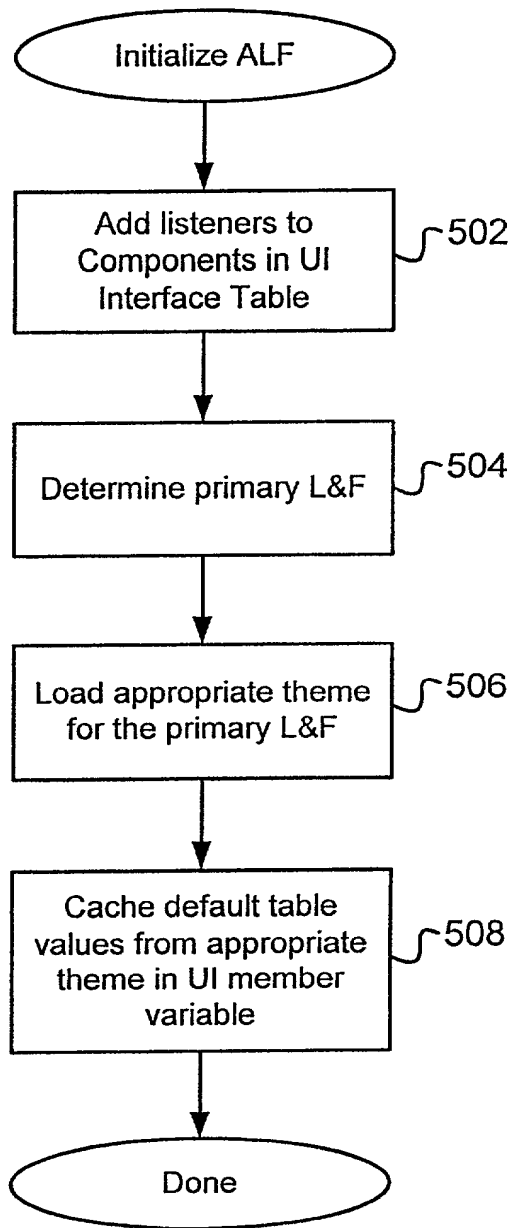 Initialize ALF
Add listeners to
Components in UI
Interface Table
502
Determine primary L&F
504
Load appropriate theme
for the primary L&F
506
Cache default table
values from appropriate
theme in UI member
variable
508
Done